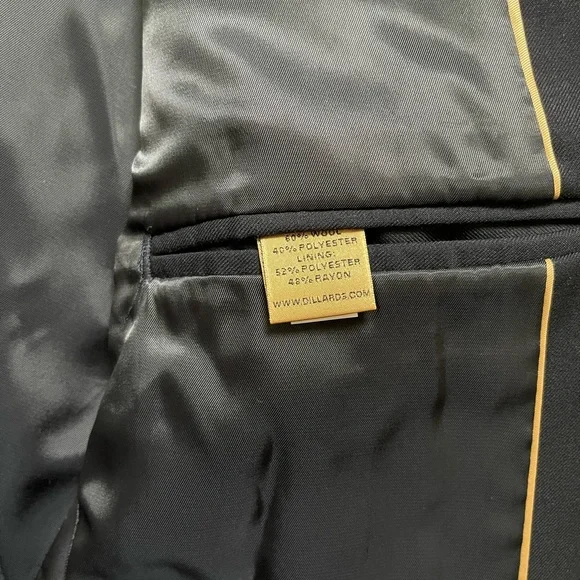 60% WOOL
40% POLYESTER
LINING:
52% POLYESTER
48% RAYON
WWW.DILLARDS.COM